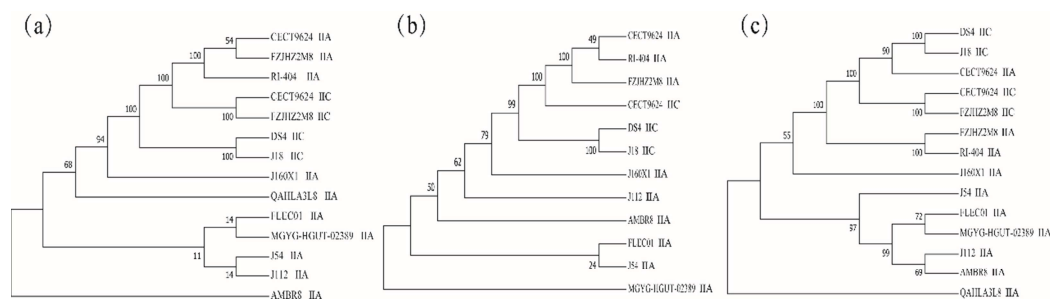 (a)
CECT9624 IIA
54
FZJHZ2M8 IIA
100
RI-404 IIA
100
CECT9624 IIC
100
FZJHZ2M8 IIC
100
DS4 IIC
94
100
J18 IIC
68
J160X1 IIA
QAHLA3L8 IIA
FLEC01 IIA
14
MGYG-HGUT-02389 IIA
11
J54 IIA
14
J112 IIA
AMBR8 IIA
(b)
CECT9624 IIA
49
RI-404 IIA
100
FZJHZ2M8 IIA
100
CECT9624 IIC
99
DS4 IIC
79
100
J18 IIC
62
J160X1 IIA
J112 IIA
50
AMBR8 IIA
FLEC01 IIA
24
J54 IIA
MGYG-HGUT-02389 IIA
(c)
DS4 IIC
100
J18 IIC
90
CECT9624 IIA
100
CECT9624 IIC
100
FZJHZ2M8 IIC
100
FZJHZ2M8 IIA
55
100
RI-404 IIA
J160X1 IIA
J54 IIA
FLEC01 IIA
72
97
MGYG-HGUT-02389 IIA
99
J112 IIA
69
AMBR8 IIA
QAHLA3L8 IIA